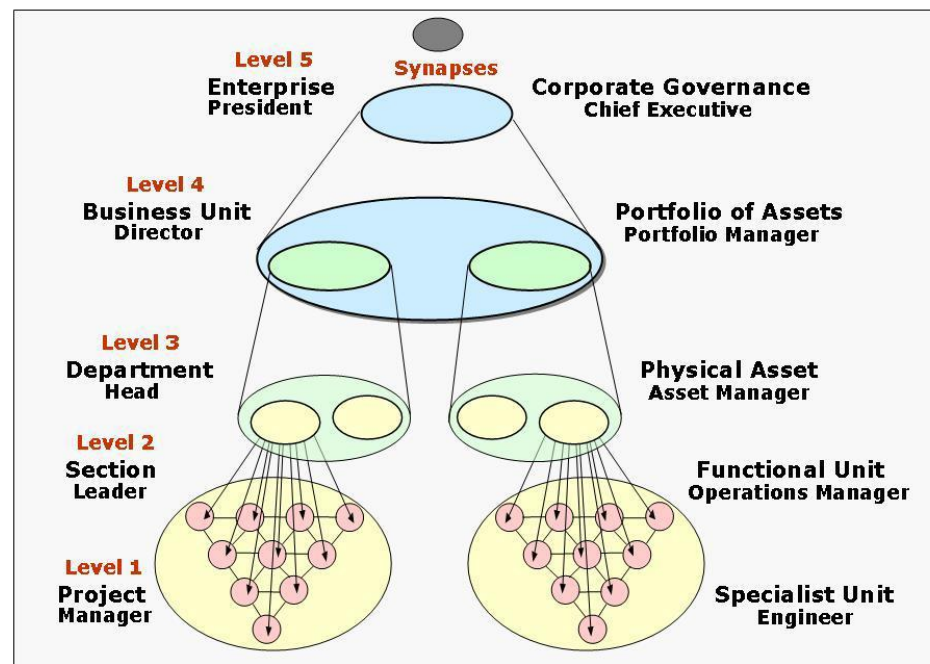 Level 5
Synapses
Enterprise
President
Corporate Governance
Chief Executive
Level 4
Business Unit
Director
Portfolio of Assets
Portfolio Manager
Level 3
Department
Head
Physical Asset
Asset Manager
Level 2
Section
Leader
Functional Unit
Operations Manager
Level 1
Project
Manager
Specialist Unit
Engineer